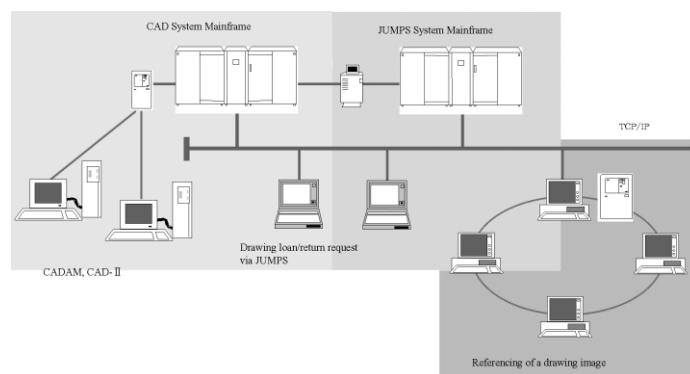 CAD System Mainframe
JUMPS System Mainframe
TCP/IP
Drawing loan/return request
via JUMPS
CADAM, CAD-Ⅱ
Referencing of a drawing image